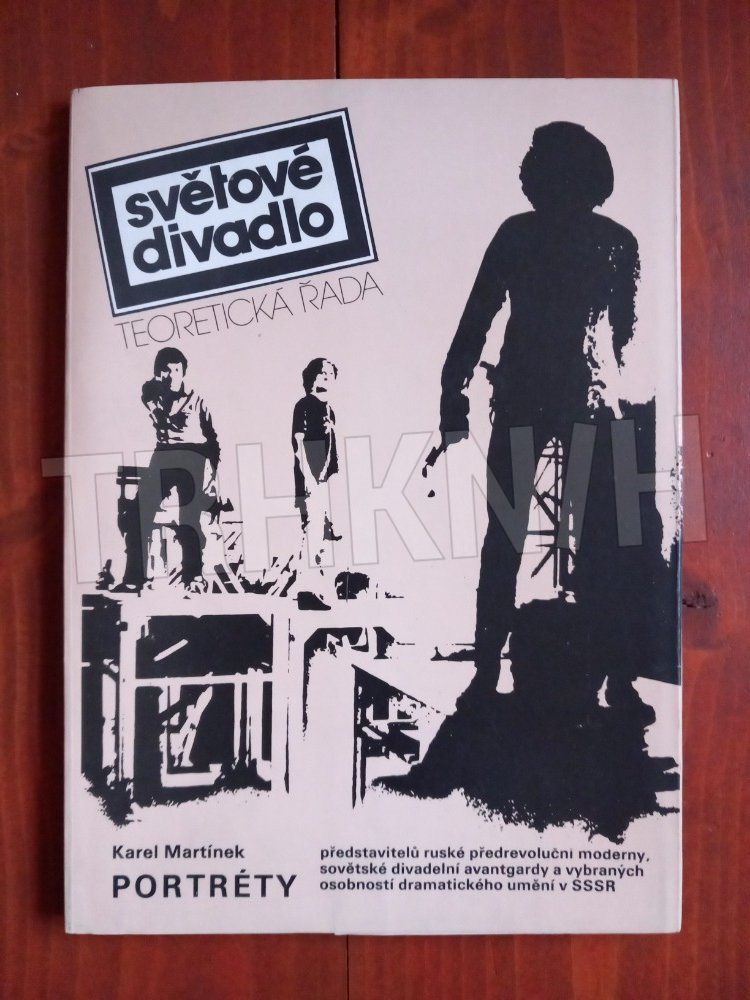 světové
divadlo
TEORETICKÁ ŘADA
TRHKNIH
Karel Martínek
PORTRÉTY
představitelů ruské předrevoluční moderny,
sovětské divadelní avantgardy a vybraných
osobností dramatického umění v SSSR